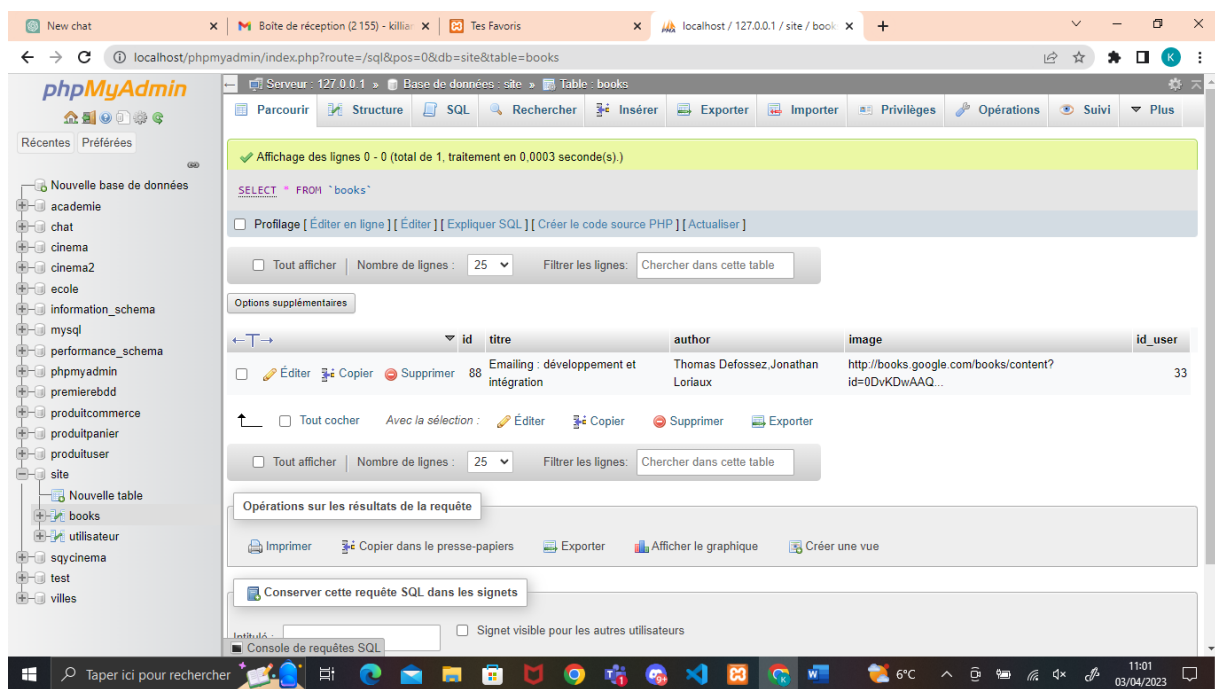 New chat
Boîte de réception (2 155) - killiar
Tes Favoris
localhost / 127.0.0.1 / site / book
localhost/phpmyadmin/index.php?route=/sql&pos=0&db=site&table=books
K
phpMyAdmin
Récentes Préférées
Nouvelle base de données
academie
chat
cinema
cinema2
ecole
information_schema
mysql
performance_schema
phpmyadmin
premierebdd
produitcommerce
produitpanier
produituser
site
Nouvelle table
books
utilisateur
sqycinema
test
villes
Serveur : 127.0.0.1 » Base de données : site » Table : books
Parcourir Structure SQL Rechercher Insérer Exporter Importer Privilèges Opérations Suivi Plus
Affichage des lignes 0 - 0 (total de 1, traitement en 0,0003 seconde(s).)
SELECT * FROM `books`
Profilage [ Éditer en ligne ] [ Éditer ] [ Expliquer SQL ] [ Créer le code source PHP ] [ Actualiser ]
Tout afficher Nombre de lignes : 25 Filtrer les lignes: Chercher dans cette table
Options supplémentaires
←T→ id titre author image id_user
Éditer Copier Supprimer 88 Emailing : développement et intégration Thomas Defossez,Jonathan Loriaux http://books.google.com/books/content?id=0DvKDwAAQ... 33
Tout cocher Avec la sélection : Éditer Copier Supprimer Exporter
Tout afficher Nombre de lignes : 25 Filtrer les lignes: Chercher dans cette table
Opérations sur les résultats de la requête
Imprimer Copier dans le presse-papiers Exporter Afficher le graphique Créer une vue
Conserver cette requête SQL dans les signets
Intitulé : Signet visible pour les autres utilisateurs
Console de requêtes SQL
Taper ici pour rechercher
6°C
11:01
03/04/2023